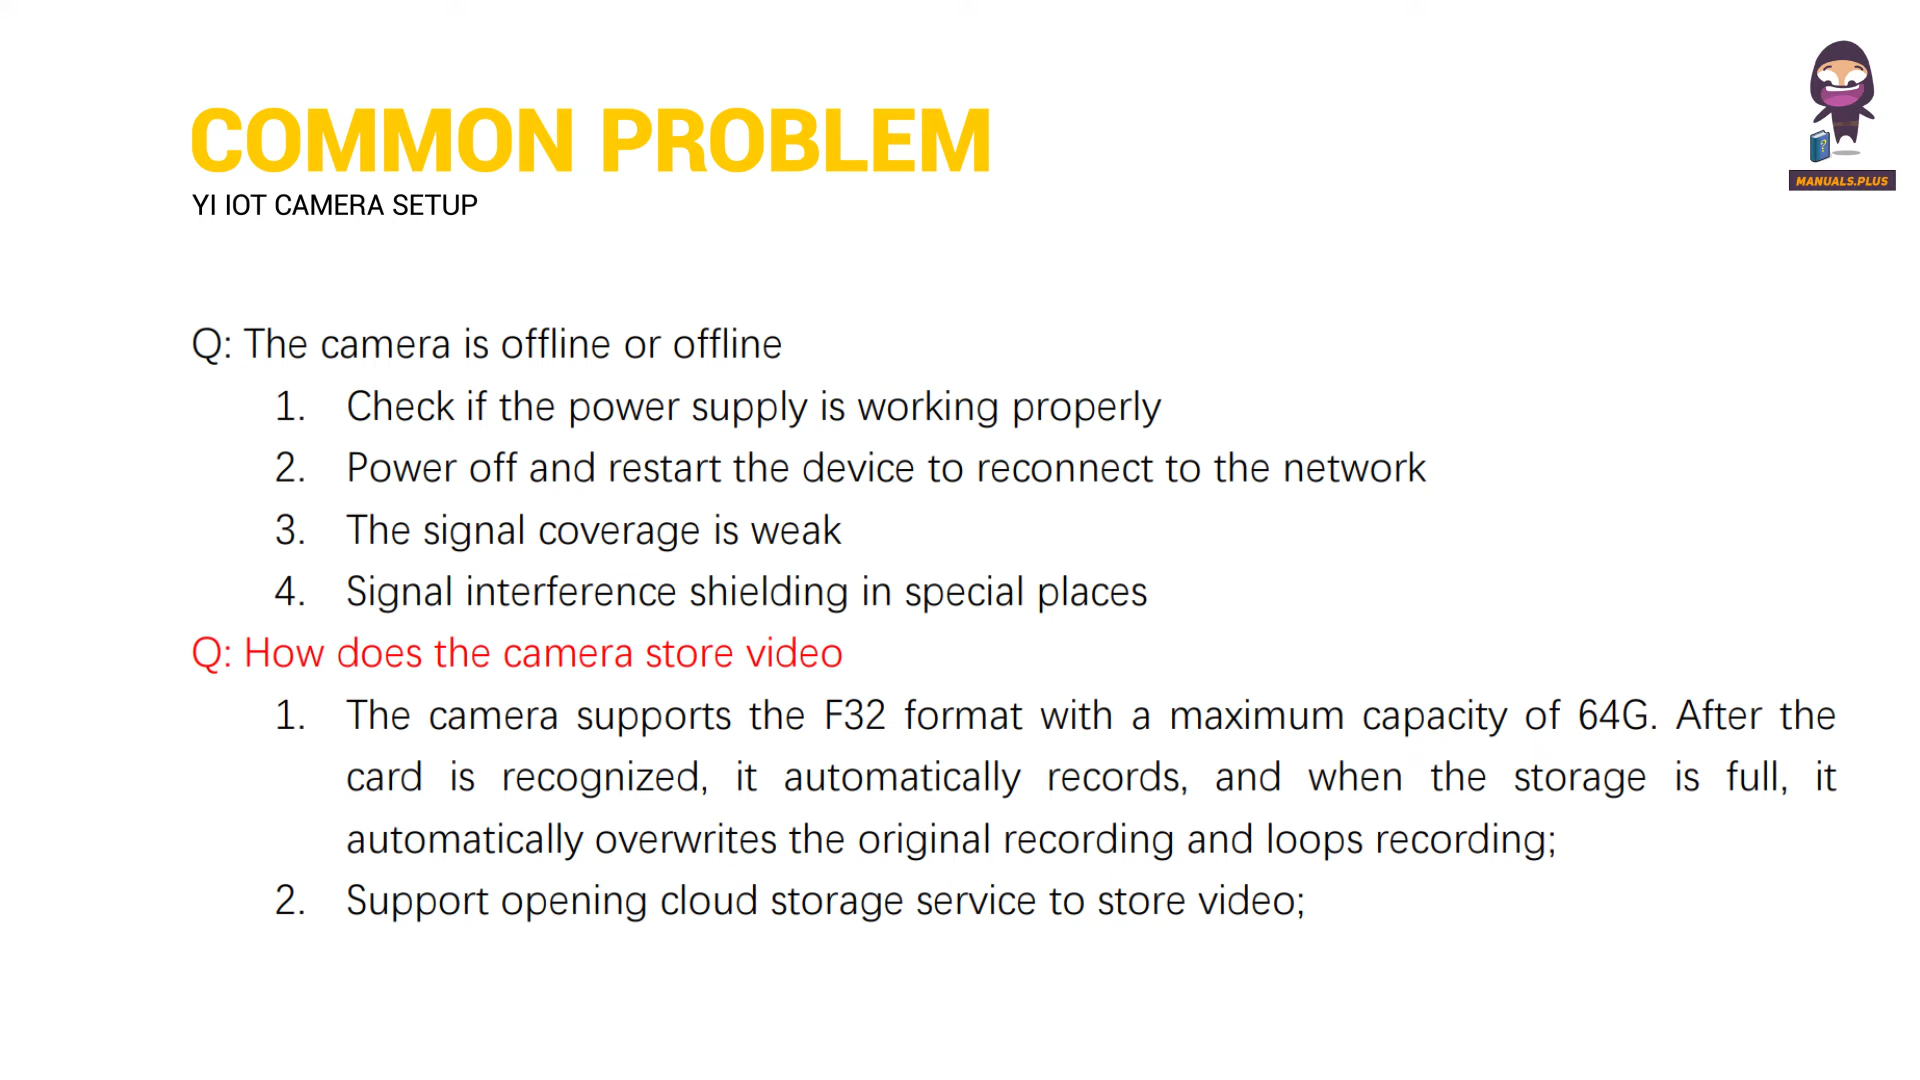 MANUALS.PLUS
COMMON PROBLEM
YI IOT CAMERA SETUP
Q: The camera is offline or offline
1. Check if the power supply is working properly
2. Power off and restart the device to reconnect to the network
3. The signal coverage is weak
4. Signal interference shielding in special places
Q: How does the camera store video
1. The camera supports the F32 format with a maximum capacity of 64G. After the
card is recognized, it automatically records, and when the storage is full, it
automatically overwrites the original recording and loops recording;
2. Support opening cloud storage service to store video;